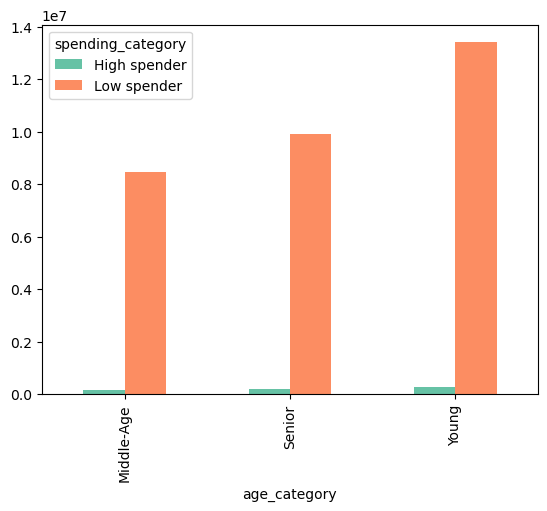 1e7
spending_category
High spender
Low spender
1.4
1.2
1.0
0.8
0.6
0.4
0.2
0.0
Middle-Age
Senior
Young
age_category